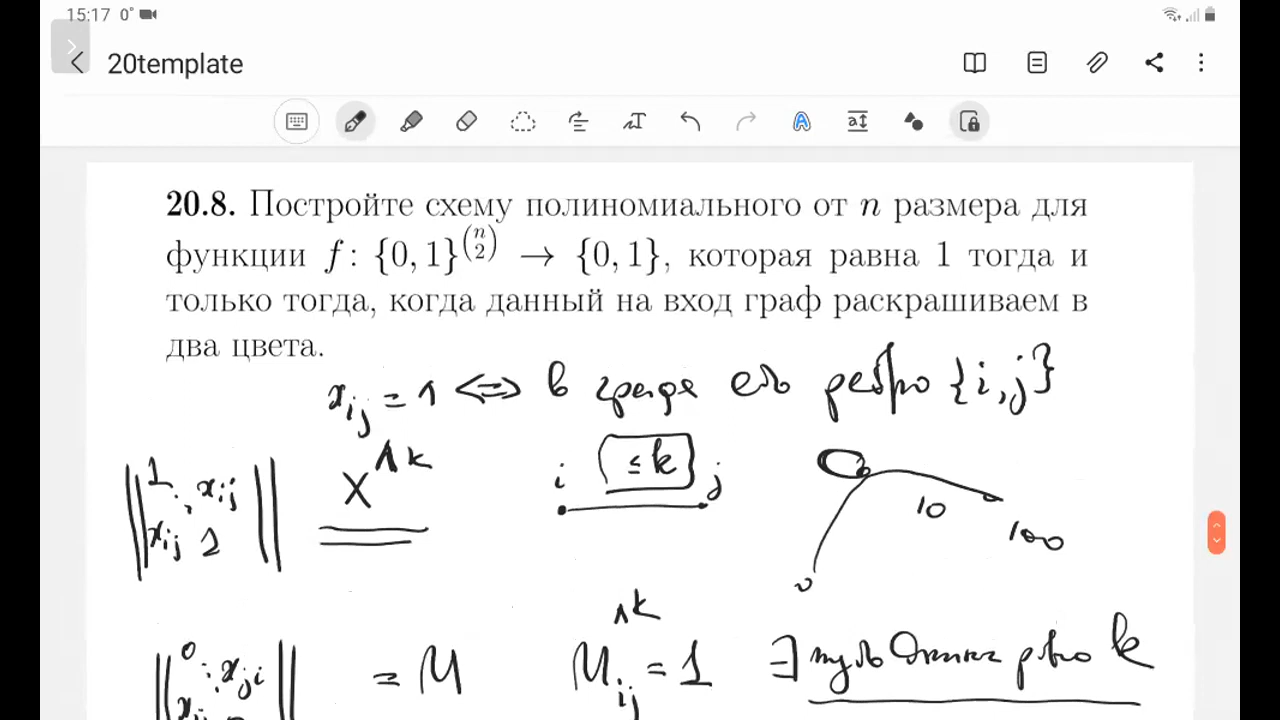 15:17 0°
20template
20.8. Постройте схему полиномиального от n размера для
функции f : {0, 1}^(n 2) → {0, 1}, которая равна 1 тогда и
только тогда, когда данный на вход граф раскрашиваем в
два цвета.
x_ij = 1 ⇔ в графе есть ребро {i,j}
1 x_ij
x_ij 1
X^∧k
i ≤k j
10
100
0 x_ji
x_ij
= M
M^∧k_ij = 1 ∃ путь длины ровно k